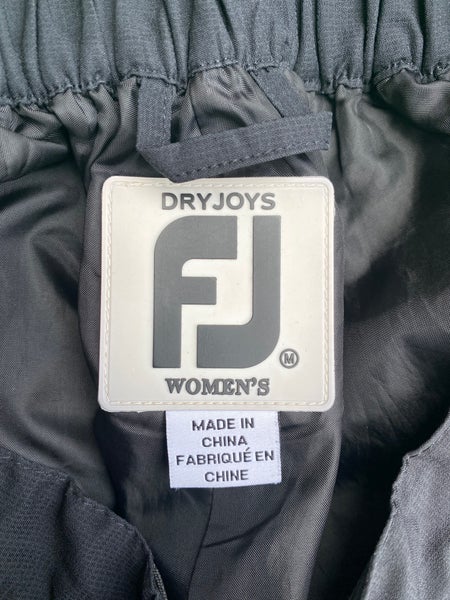 DRYJOYS
FJ
M
WOMEN'S
MADE IN
CHINA
FABRIQUÉ EN
CHINE